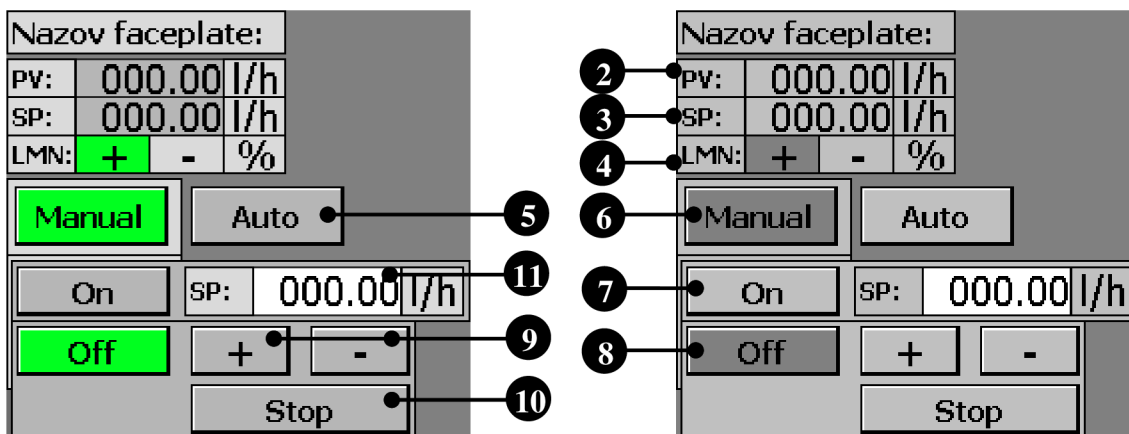 Nazov faceplate:
PV: 000.00 l/h
SP: 000.00 l/h
LMN: + - %
Manual Auto
5
On SP: 000.00 l/h
11
Off + -
9
Stop
10
Nazov faceplate:
2
PV: 000.00 l/h
3
SP: 000.00 l/h
4
LMN: + - %
6
Manual Auto
7
On SP: 000.00 l/h
8
Off + -
Stop